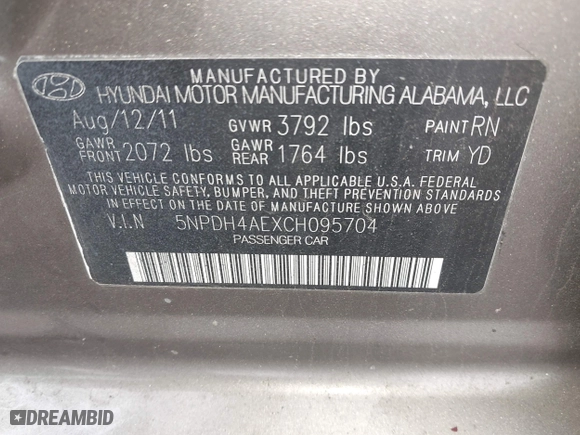 MANUFACTURED BY
HYUNDAI MOTOR MANUFACTURING ALABAMA, LLC
Aug/12/11 GVWR 3792 lbs PAINT RN
GAWR FRONT 2072 lbs GAWR REAR 1764 lbs TRIM YD
THIS VEHICLE CONFORMS TO ALL APPLICABLE U.S.A. FEDERAL
MOTOR VEHICLE SAFETY, BUMPER, AND THEFT PREVENTION STANDARDS
IN EFFECT ON THE DATE OF MANUFACTURE SHOWN ABOVE
V.I.N 5NPDH4AEXCH095704
PASSENGER CAR
DREAMBID